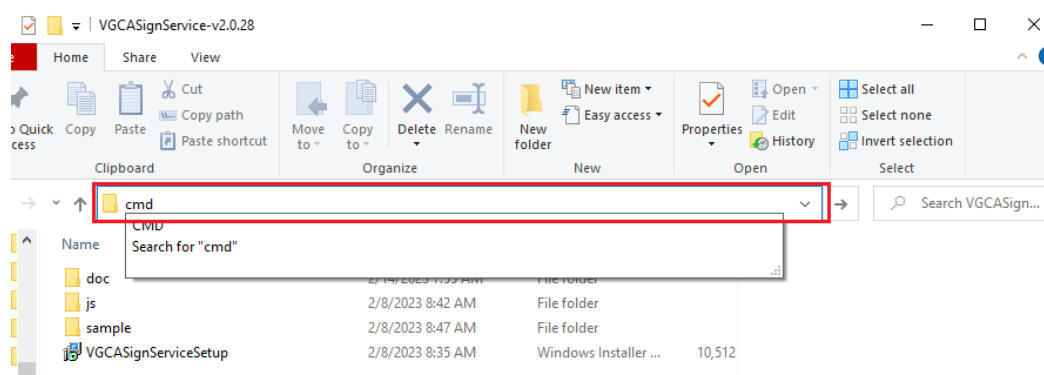 VGCASignService-v2.0.28
Home Share View
Quick
cess
Copy
Paste
Cut
Copy path
Paste shortcut
Move
to
Copy
to
Delete
Rename
New
folder
New item
Easy access
Properties
Open
Edit
History
Select all
Select none
Invert selection
Clipboard Organize New Open Select
cmd
Search VGCASign...
CMD
Search for "cmd"
Name
doc 2/14/2023 7:55 AM File folder
js 2/8/2023 8:42 AM File folder
sample 2/8/2023 8:47 AM File folder
VGCASignServiceSetup 2/8/2023 8:35 AM Windows Installer ... 10,512